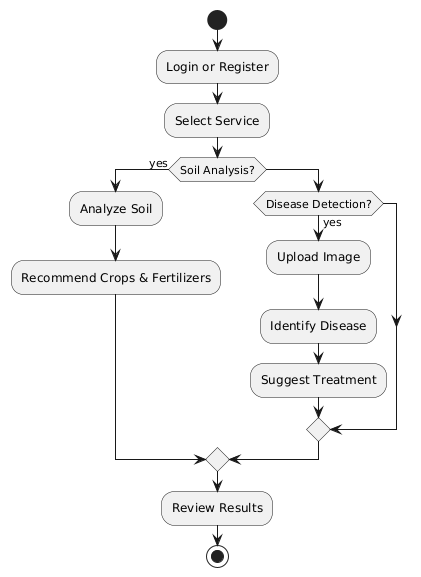 Login or Register
Select Service
yes
Soil Analysis?
Analyze Soil
Recommend Crops & Fertilizers
Disease Detection?
yes
Upload Image
Identify Disease
Suggest Treatment
Review Results